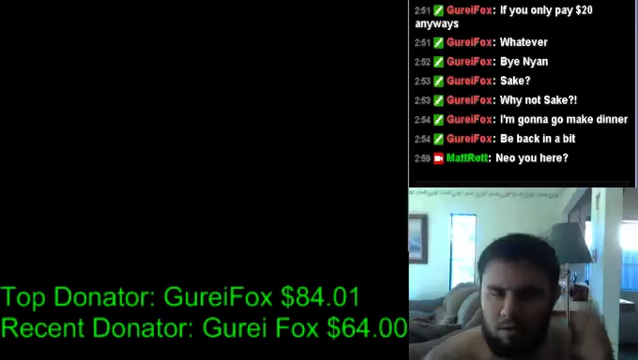 2:51 GureiFox: If you only pay $20
anyways
2:51 GureiFox: Whatever
2:52 GureiFox: Bye Nyan
2:53 GureiFox: Sake?
2:53 GureiFox: Why not Sake?!
2:54 GureiFox: I'm gonna go make dinner
2:54 GureiFox: Be back in a bit
2:59 MattRott: Neo you here?
Top Donator: GureiFox $84.01
Recent Donator: Gurei Fox $64.00